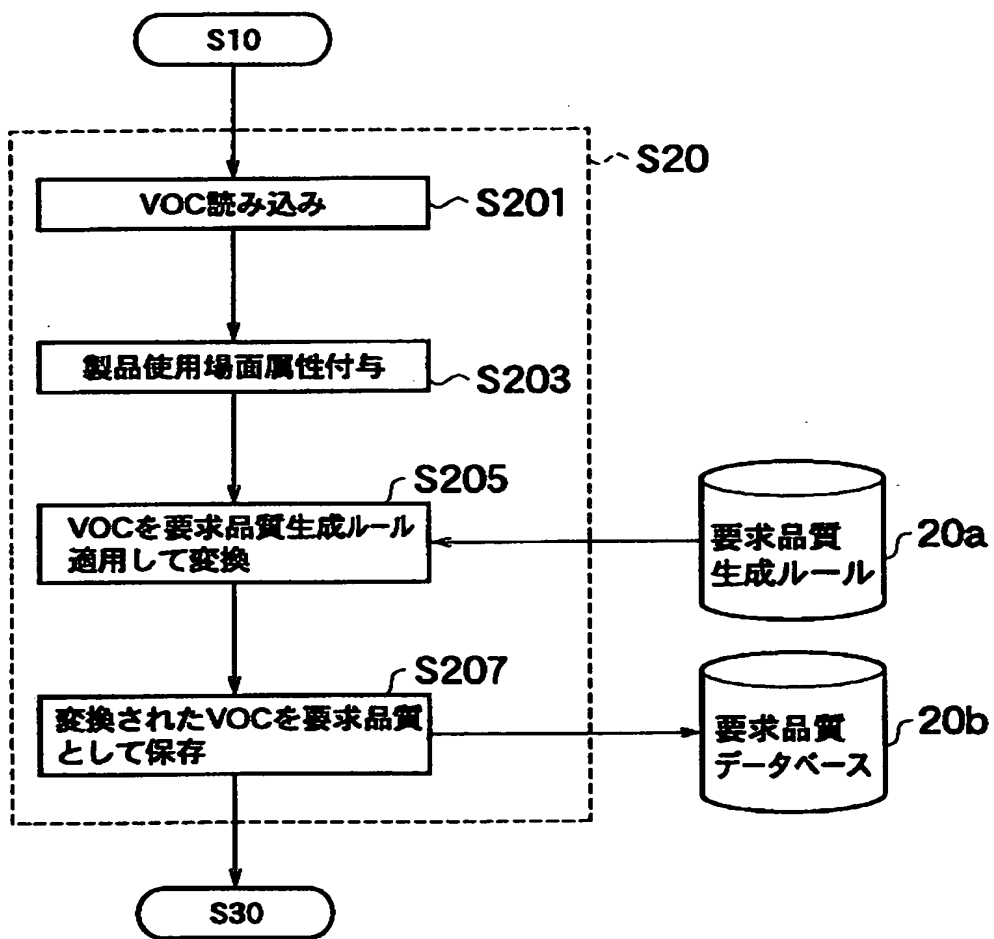 S10
S20
VOC読み込み
S201
製品使用場面属性付与
S203
S205
VOCを要求品質生成ルール
適用して変換
要求品質
生成ルール
20a
S207
変換されたVOCを要求品質
として保存
要求品質
データベース
20b
S30